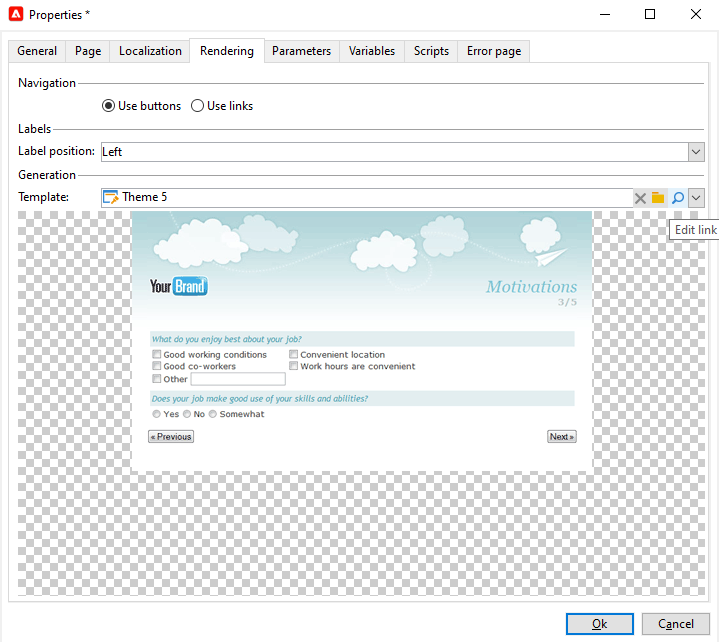 Properties *
General Page Localization Rendering Parameters Variables Scripts Error page
Navigation
Use buttons Use links
Labels
Label position: Left
Generation
Template: Theme 5
Edit link
Your Brand
Motivations
3/5
What do you enjoy best about your job?
Good working conditions Convenient location
Good co-workers Work hours are convenient
Other
Does your job make good use of your skills and abilities?
Yes No Somewhat
« Previous Next »
Ok Cancel